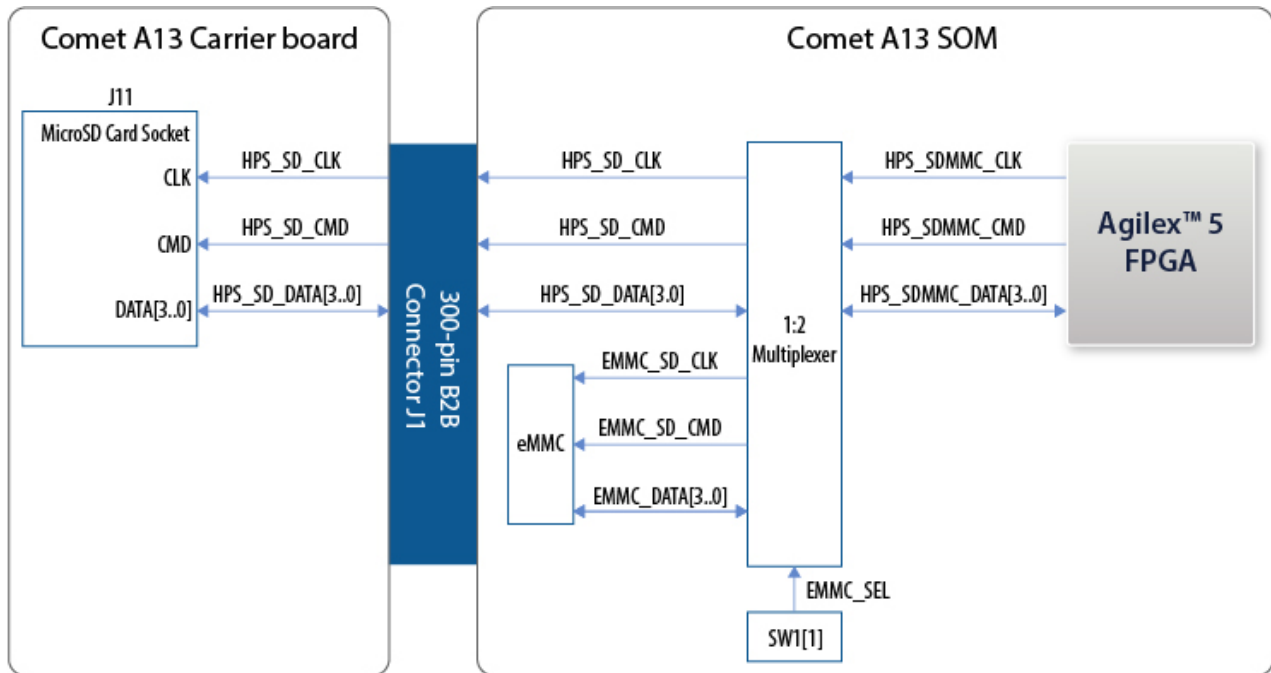 Comet A13 Carrier board
Comet A13 SOM
J11
MicroSD Card Socket
CLK
CMD
DATA[3..0]
HPS_SD_CLK
HPS_SD_CMD
HPS_SD_DATA[3..0]
300-pin B2B
Connector J1
HPS_SD_CLK
HPS_SD_CMD
HPS_SD_DATA[3.0]
EMMC_SD_CLK
EMMC_SD_CMD
EMMC_DATA[3..0]
eMMC
1:2
Multiplexer
HPS_SDMMC_CLK
HPS_SDMMC_CMD
HPS_SDMMC_DATA[3..0]
Agilex™ 5
FPGA
EMMC_SEL
SW1[1]